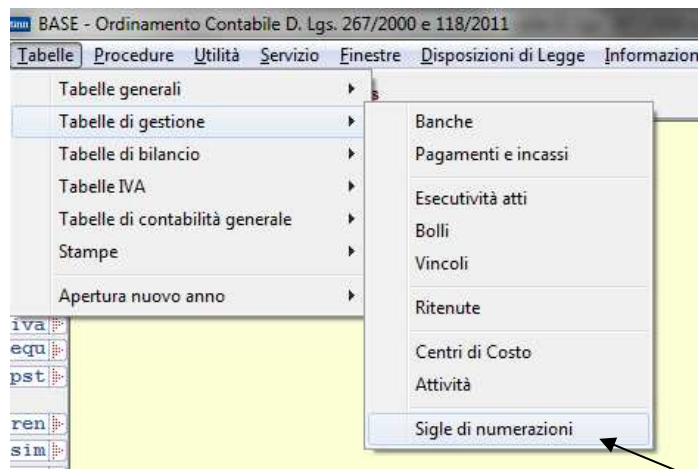 BASE - Ordinamento Contabile D. Lgs. 267/2000 e 118/2011
Tabelle Procedure Utilità Servizio Finestre Disposizioni di Legge Informazion
Tabelle generali
Tabelle di gestione
Tabelle di bilancio
Tabelle IVA
Tabelle di contabilità generale
Stampe
Apertura nuovo anno
Banche
Pagamenti e incassi
Esecutività atti
Bolli
Vincoli
Ritenute
Centri di Costo
Attività
Sigle di numerazioni
iva
equ
pst
ren
sim